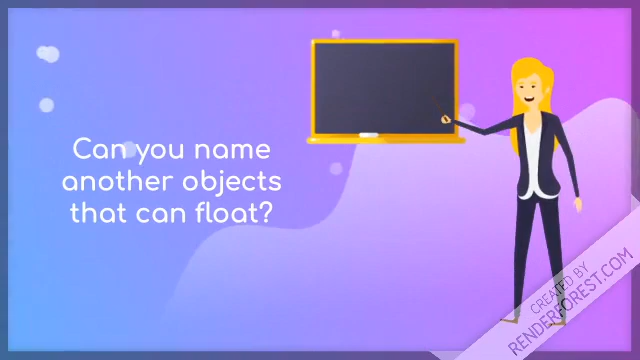 Can you name
another objects
that can float?
CREATED BY
RENDERFOREST.COM